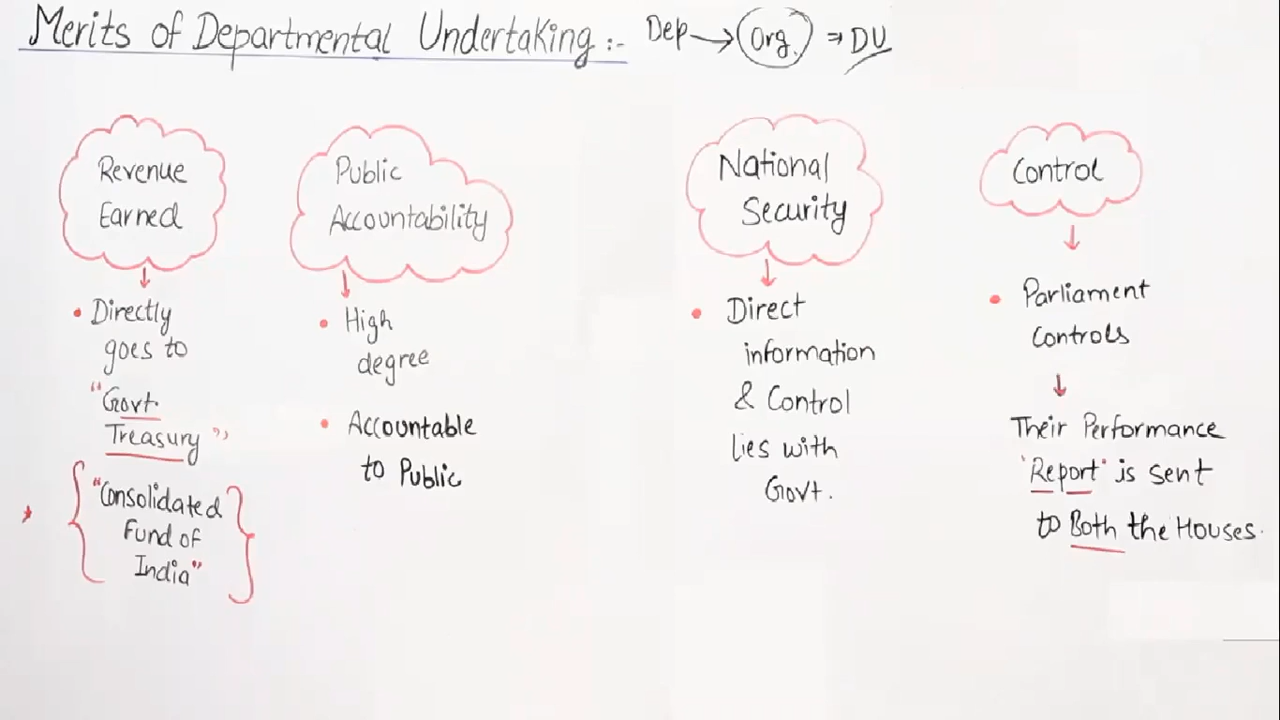 Merits of Departmental Undertaking :- Dep → Org. ⇒ DU
Revenue
Earned
• Directly
goes to
"Govt.
Treasury"
"Consolidated
Fund of
India"
Public
Accountability
• High
degree
• Accountable
to Public
National
Security
• Direct
information
& Control
lies with
Govt.
Control
• Parliament
Controls
Their Performance
'Report' is sent
to Both the Houses.